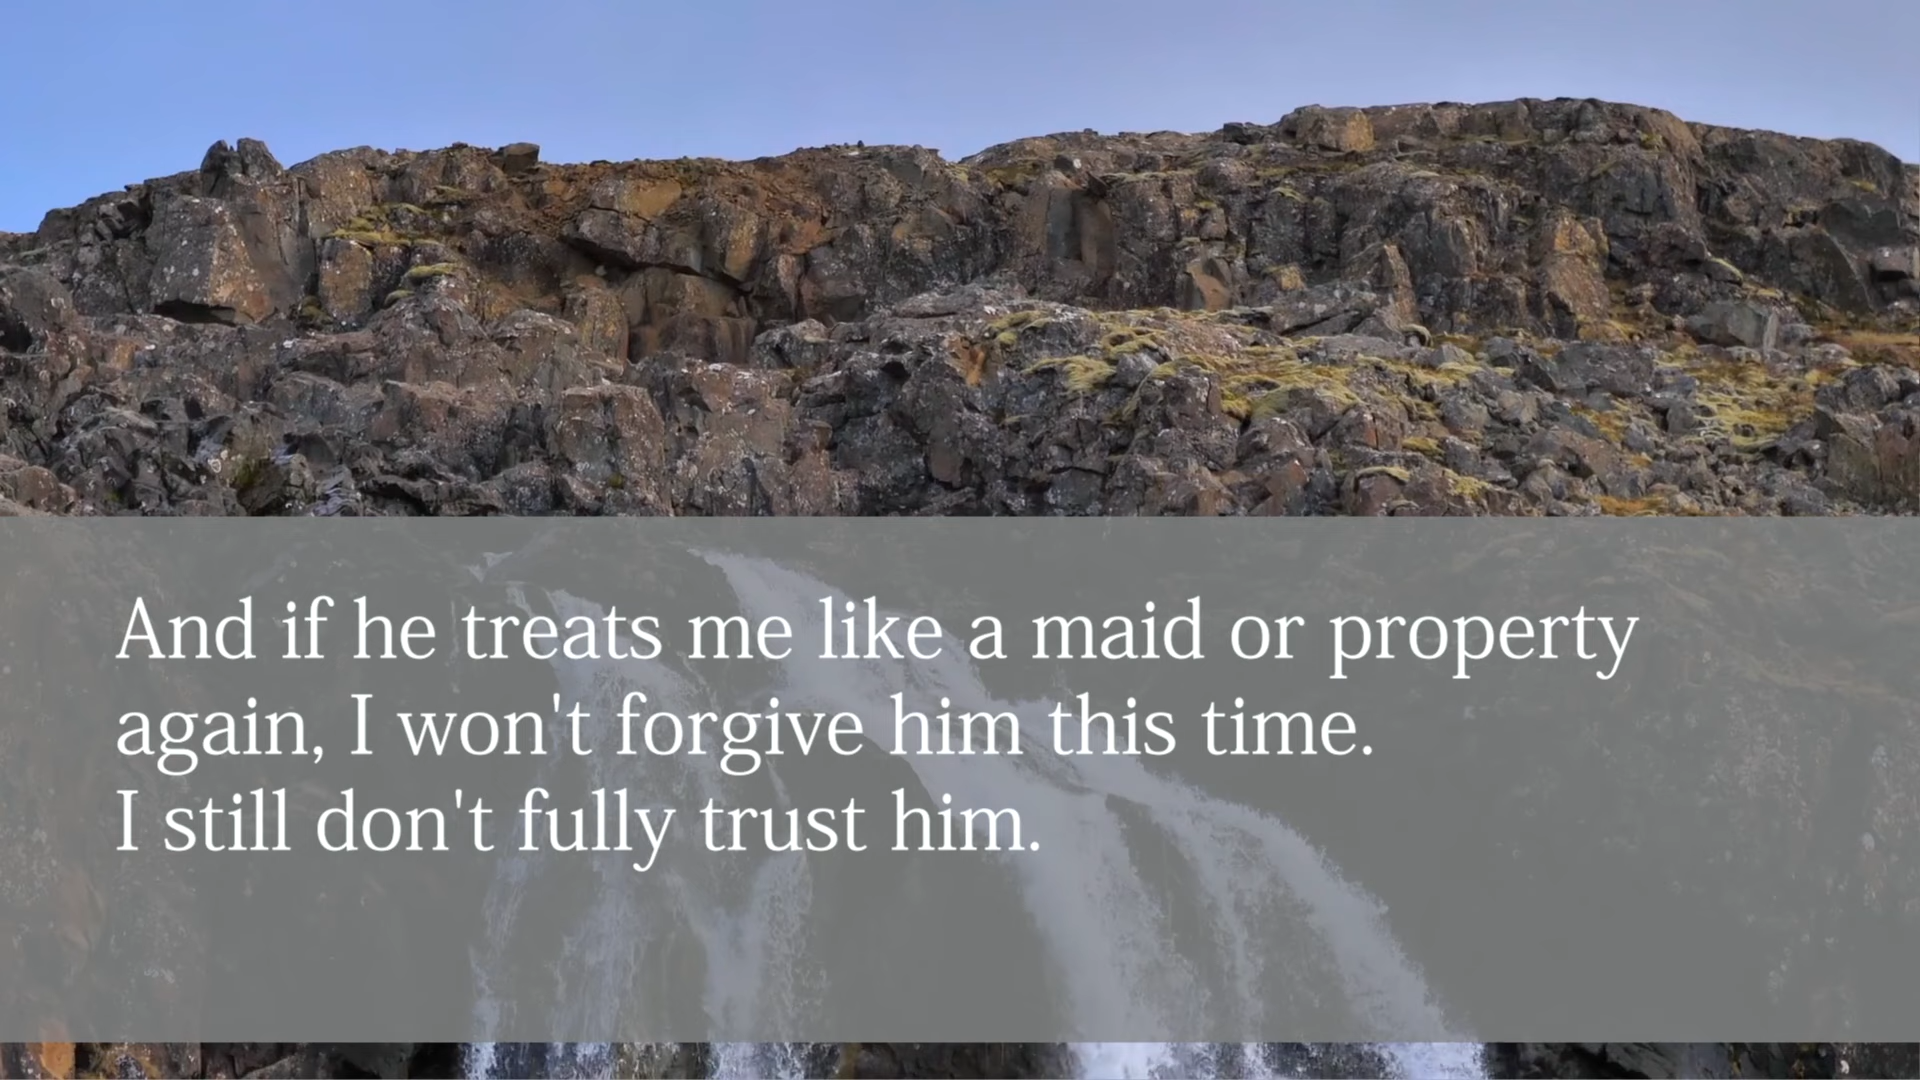 And if he treats me like a maid or property
again, I won't forgive him this time.
I still don't fully trust him.